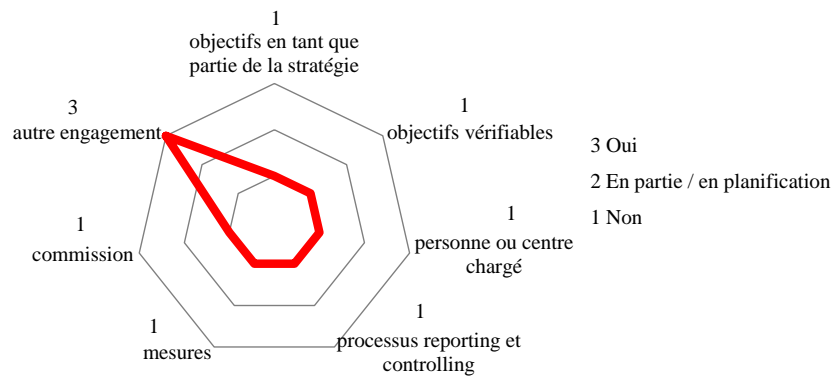 1
objectifs en tant que
partie de la stratégie
1
objectifs vérifiables
1
personne ou centre
chargé
1
processus reporting et
controlling
1
mesures
1
commission
3
autre engagement
3 Oui
2 En partie / en planification
1 Non